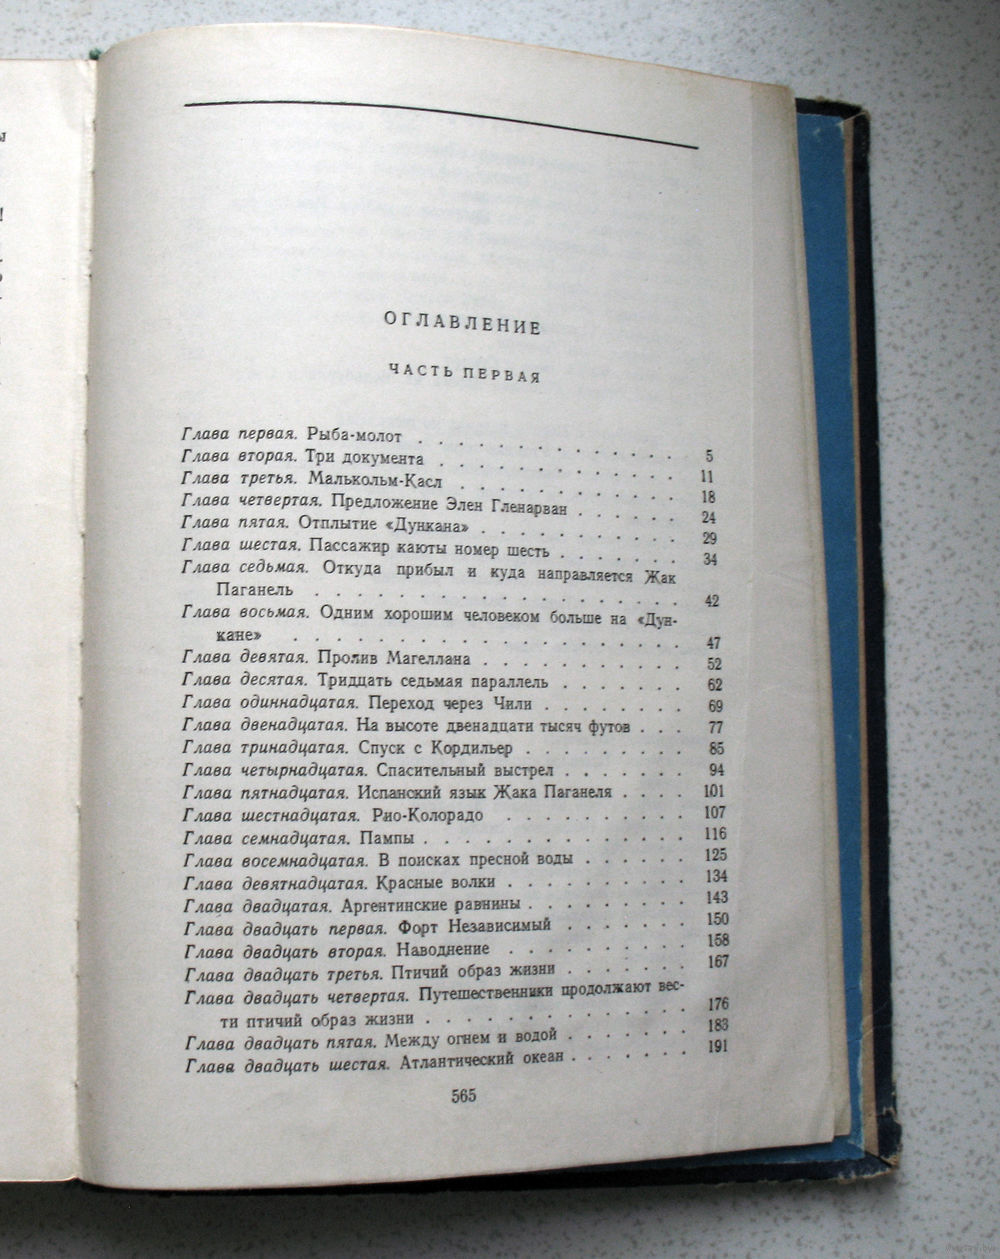 ОГЛАВЛЕНИЕ
ЧАСТЬ ПЕРВАЯ
Глава первая. Рыба-молот . . . . . . . . . . . 5
Глава вторая. Три документа . . . . . . . . . . 11
Глава третья. Малькольм-Касл . . . . . . . . . 18
Глава четвертая. Предложение Элен Гленарван . . . . . 24
Глава пятая. Отплытие «Дункана» . . . . . . . . 29
Глава шестая. Пассажир каюты номер шесть . . . . . . 34
Глава седьмая. Откуда прибыл и куда направляется Жак
Паганель . . . . . . . . . . . . . . . 42
Глава восьмая. Одним хорошим человеком больше на «Дун-
кане» . . . . . . . . . . . . . . . . 47
Глава девятая. Пролив Магеллана . . . . . . . . 52
Глава десятая. Тридцать седьмая параллель . . . . . . 62
Глава одиннадцатая. Переход через Чили . . . . . . 69
Глава двенадцатая. На высоте двенадцати тысяч футов . . . 77
Глава тринадцатая. Спуск с Кордильер . . . . . . . 85
Глава четырнадцатая. Спасительный выстрел . . . . . . 94
Глава пятнадцатая. Испанский язык Жака Паганеля . . . . 101
Глава шестнадцатая. Рио-Колорадо . . . . . . . . 107
Глава семнадцатая. Пампы . . . . . . . . . . 116
Глава восемнадцатая. В поисках пресной воды . . . . . 125
Глава девятнадцатая. Красные волки . . . . . . . . 134
Глава двадцатая. Аргентинские равнины . . . . . . . 143
Глава двадцать первая. Форт Независимый . . . . . . 150
Глава двадцать вторая. Наводнение . . . . . . . . 158
Глава двадцать третья. Птичий образ жизни . . . . . . 167
Глава двадцать четвертая. Путешественники продолжают вес-
ти птичий образ жизни . . . . . . . . . . . 176
Глава двадцать пятая. Между огнем и водой . . . . . . 183
Глава двадцать шестая. Атлантический океан . . . . . . 191
565